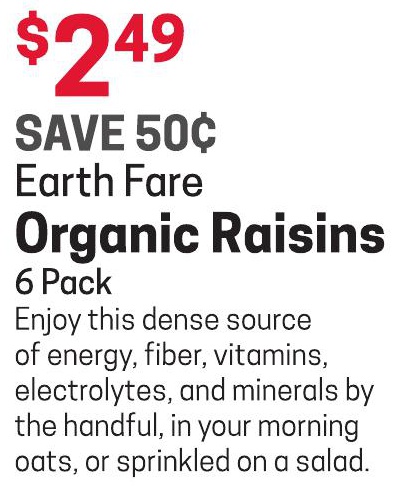 $2.49
SAVE 50¢
Earth Fare
Organic Raisins
6 Pack
Enjoy this dense source
of energy, fiber, vitamins,
electrolytes, and minerals by
the handful, in your morning
oats, or sprinkled on a salad.